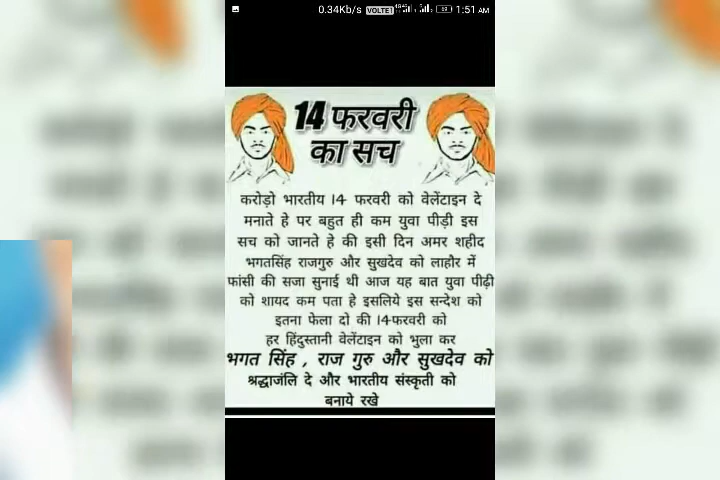 0.34Kb/s VOLTE 1:51 AM
14 फरवरी
का सच
करोड़ो भारतीय 14 फरवरी को वेलेंटाइन दे
मनाते हे पर बहुत ही कम युवा पीड़ी इस
सच को जानते हे की इसी दिन अमर शहीद
भगतसिंह राजगुरु और सुखदेव को लाहौर में
फांसी की सजा सुनाई थी आज यह बात युवा पीढ़ी
को शायद कम पता हे इसलिये इस सन्देश को
इतना फेला दो की 14फरवरी को
हर हिंदुस्तानी वेलेंटाइन को भुला कर
भगत सिंह , राज गुरु और सुखदेव को
श्रद्धाजंलि दे और भारतीय संस्कृती को
बनाये रखे